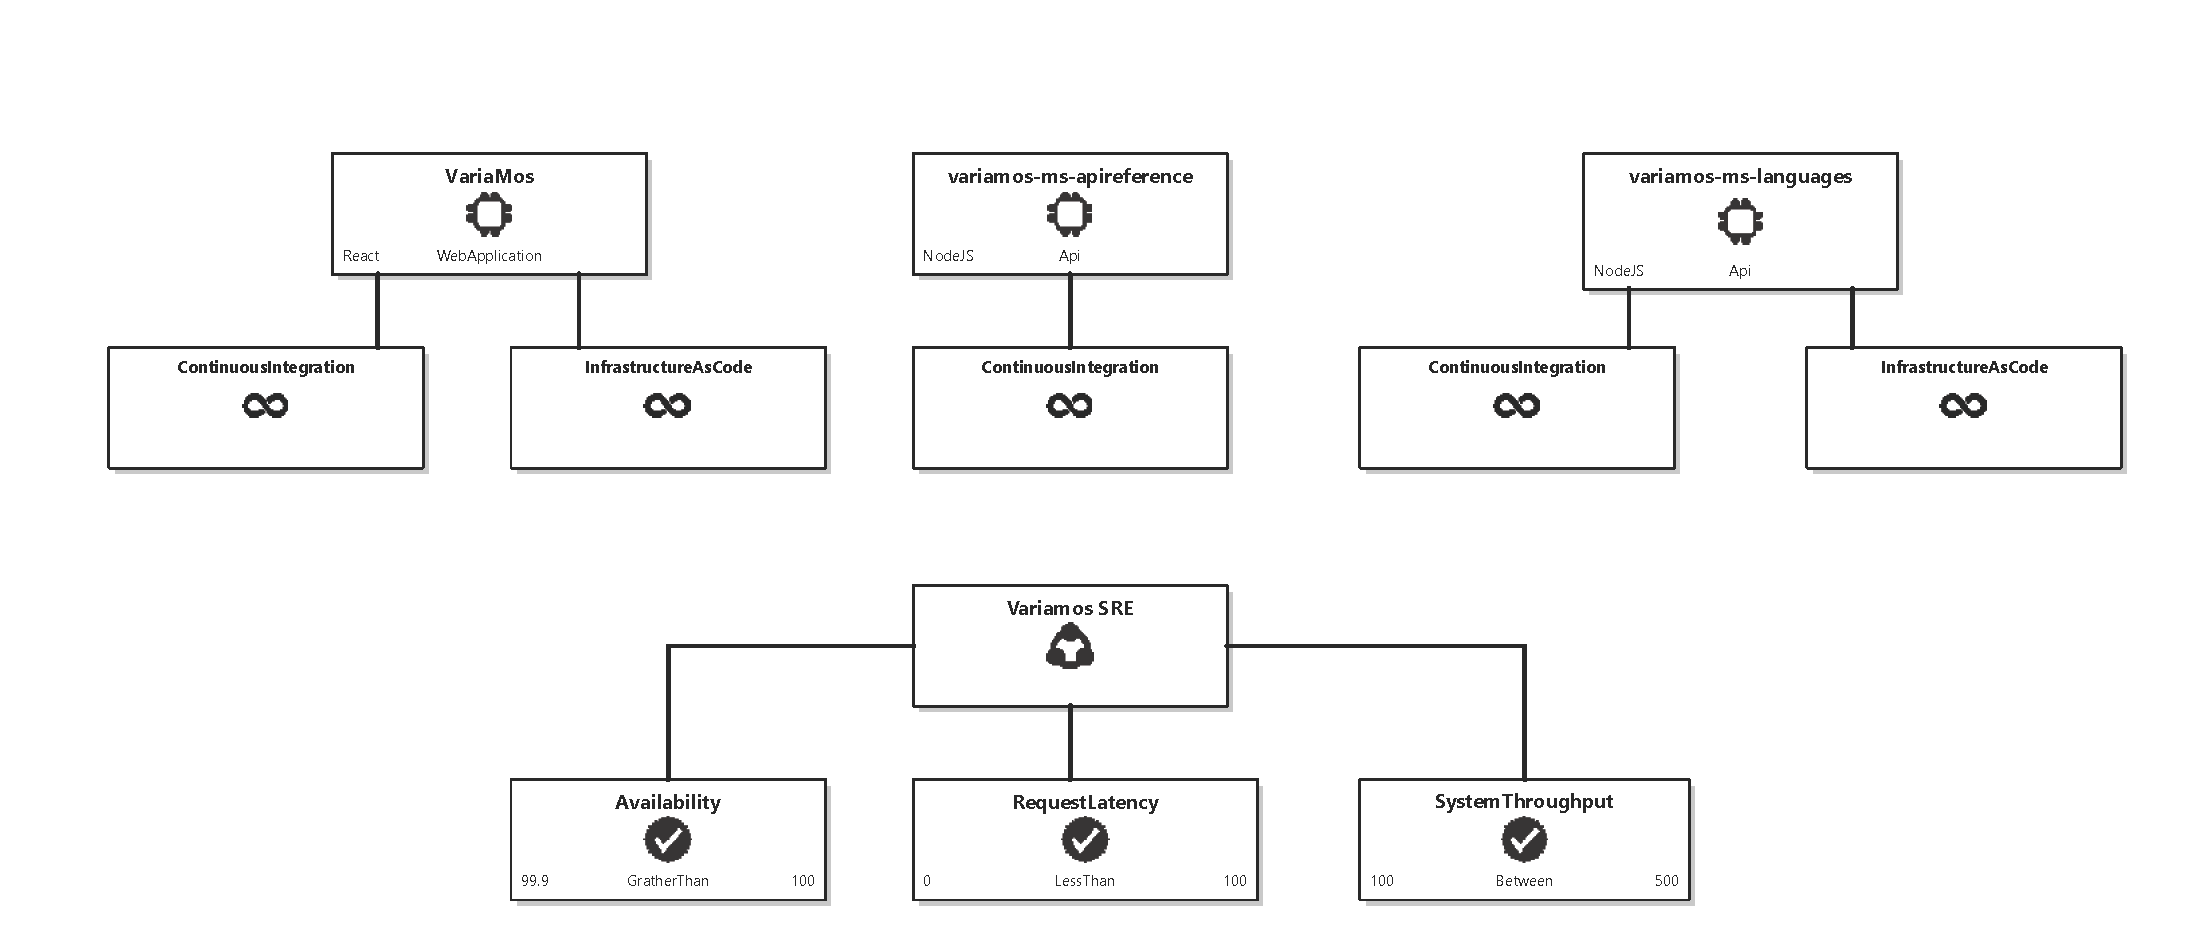 VariaMos
React WebApplication
variamos-ms-apireference
NodeJS Api
variamos-ms-languages
NodeJS Api
ContinuousIntegration
InfrastructureAsCode
ContinuousIntegration
ContinuousIntegration
InfrastructureAsCode
Variamos SRE
Availability
99.9 GratherThan 100
RequestLatency
0 LessThan 100
SystemThroughput
100 Between 500